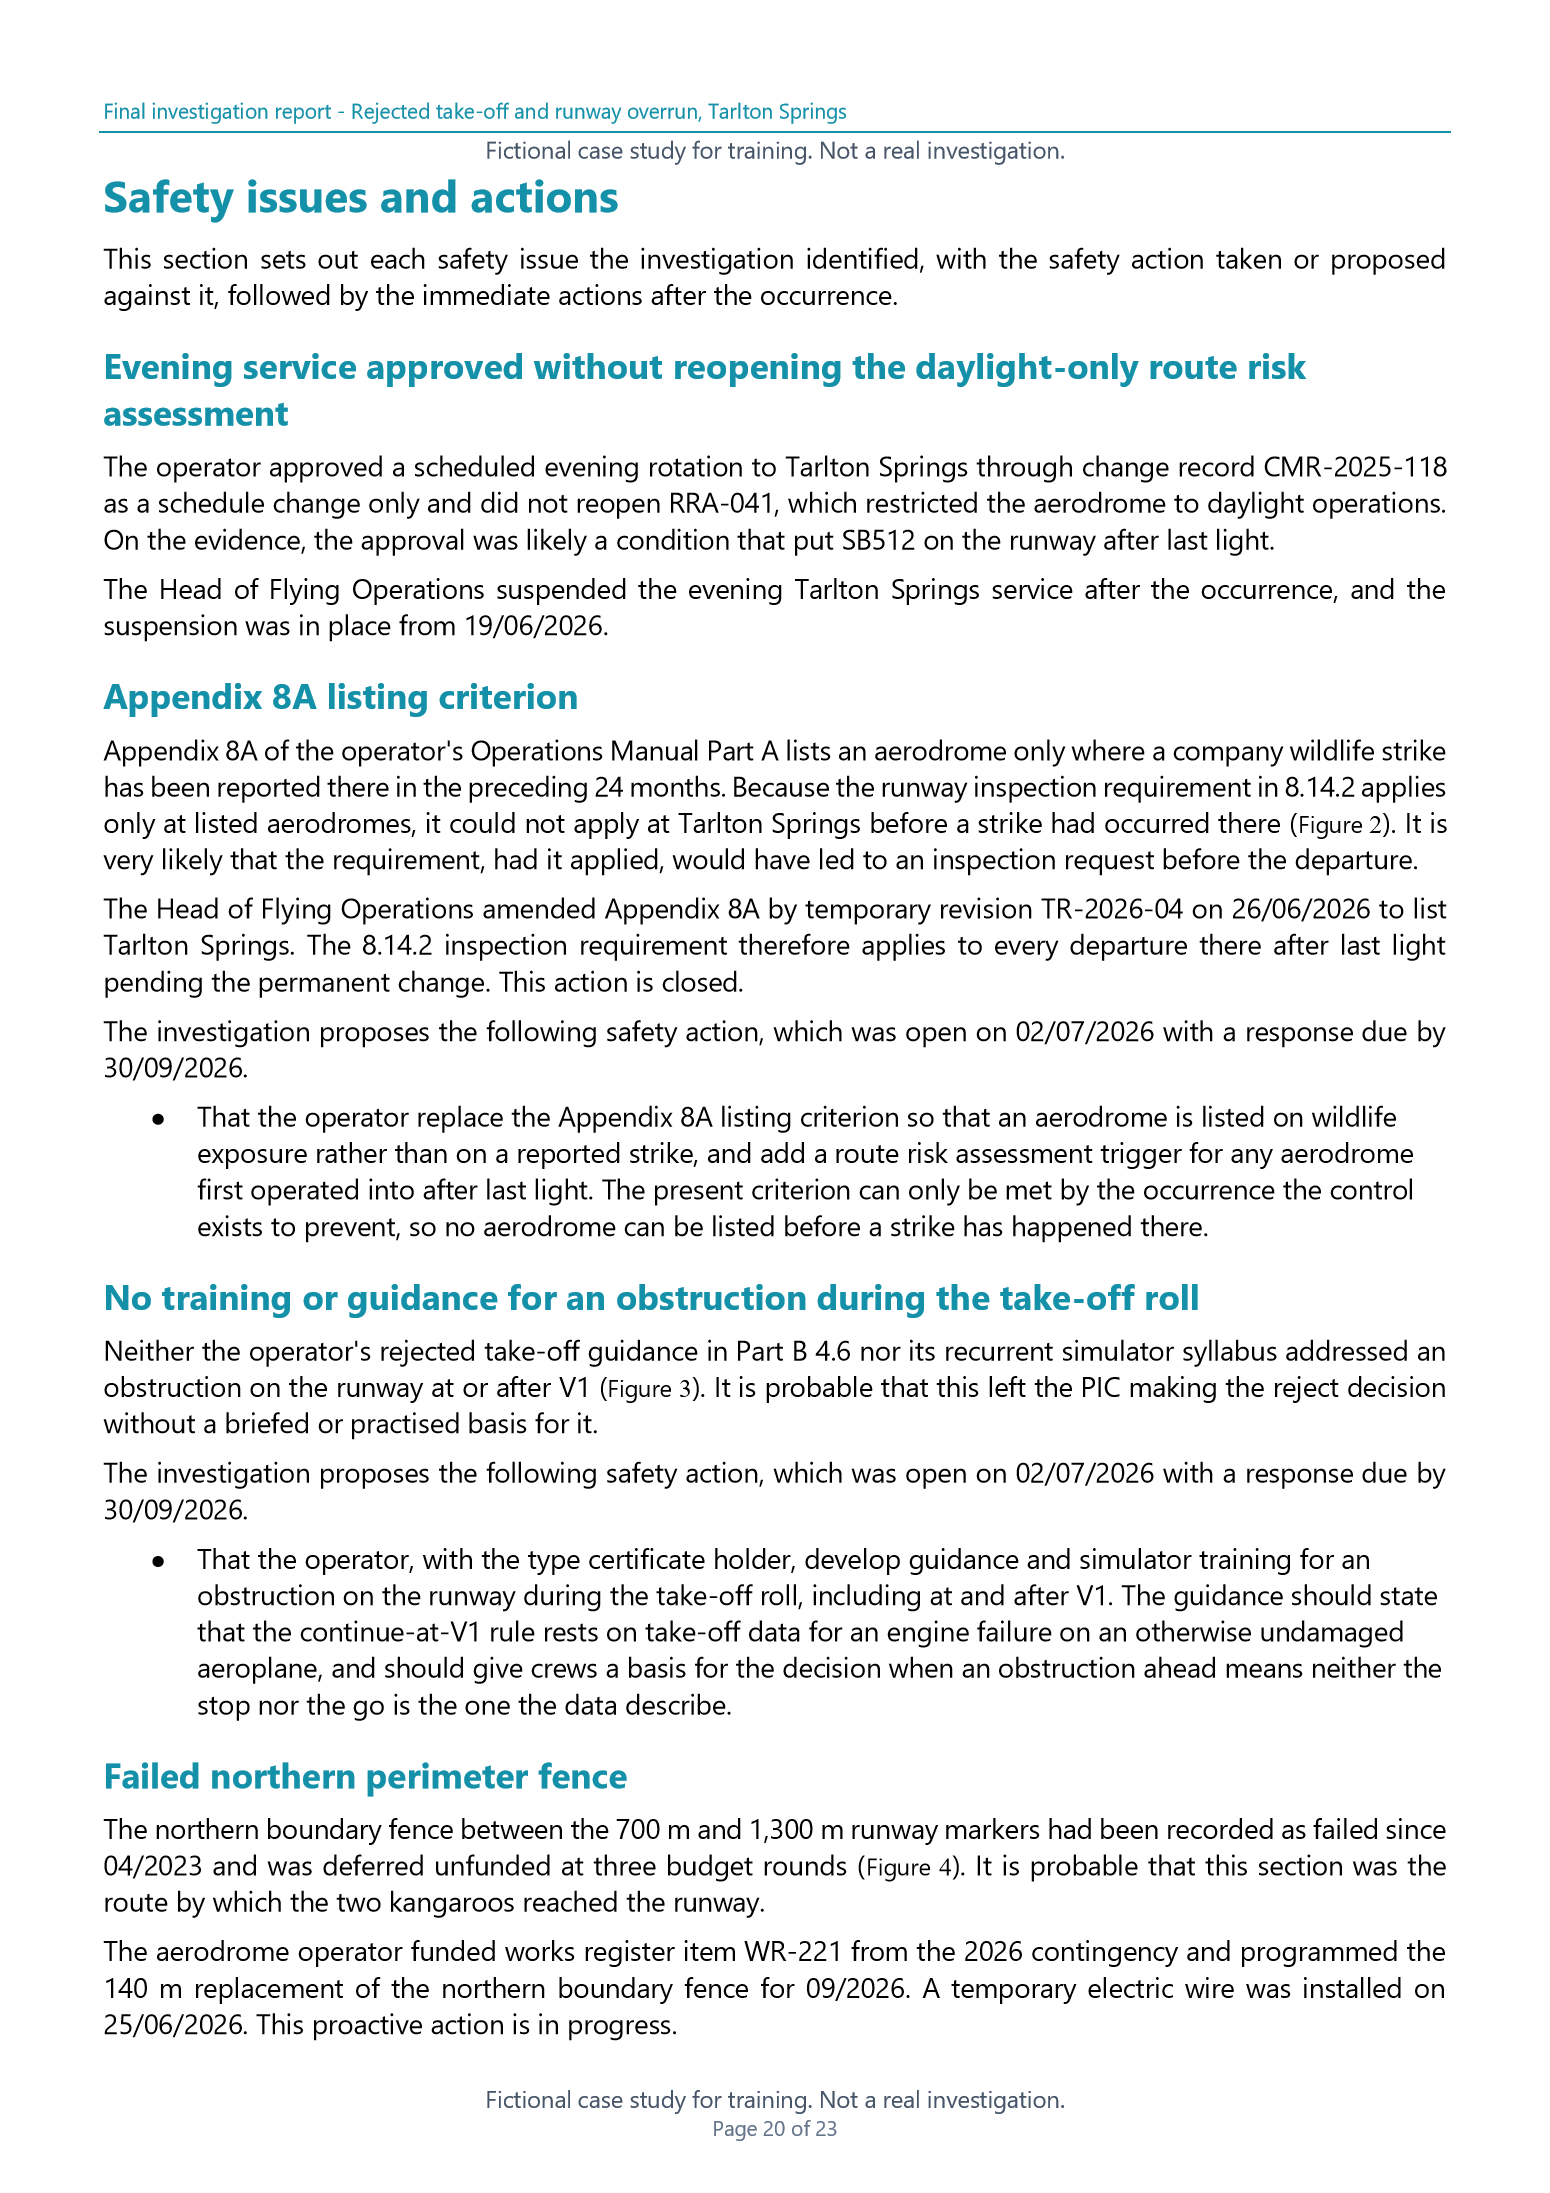 Final investigation report - Rejected take-off and runway overrun, Tarlton Springs
Fictional case study for training. Not a real investigation.
Safety issues and actions
This section sets out each safety issue the investigation identified, with the safety action taken or proposed
against it, followed by the immediate actions after the occurrence.
Evening service approved without reopening the daylight-only route risk
assessment
The operator approved a scheduled evening rotation to Tarlton Springs through change record CMR-2025-118
as a schedule change only and did not reopen RRA-041, which restricted the aerodrome to daylight operations.
On the evidence, the approval was likely a condition that put SB512 on the runway after last light.
The Head of Flying Operations suspended the evening Tarlton Springs service after the occurrence, and the
suspension was in place from 19/06/2026.
Appendix 8A listing criterion
Appendix 8A of the operator's Operations Manual Part A lists an aerodrome only where a company wildlife strike
has been reported there in the preceding 24 months. Because the runway inspection requirement in 8.14.2 applies
only at listed aerodromes, it could not apply at Tarlton Springs before a strike had occurred there (Figure 2). It is
very likely that the requirement, had it applied, would have led to an inspection request before the departure.
The Head of Flying Operations amended Appendix 8A by temporary revision TR-2026-04 on 26/06/2026 to list
Tarlton Springs. The 8.14.2 inspection requirement therefore applies to every departure there after last light
pending the permanent change. This action is closed.
The investigation proposes the following safety action, which was open on 02/07/2026 with a response due by
30/09/2026.
● That the operator replace the Appendix 8A listing criterion so that an aerodrome is listed on wildlife
exposure rather than on a reported strike, and add a route risk assessment trigger for any aerodrome
first operated into after last light. The present criterion can only be met by the occurrence the control
exists to prevent, so no aerodrome can be listed before a strike has happened there.
No training or guidance for an obstruction during the take-off roll
Neither the operator's rejected take-off guidance in Part B 4.6 nor its recurrent simulator syllabus addressed an
obstruction on the runway at or after V1 (Figure 3). It is probable that this left the PIC making the reject decision
without a briefed or practised basis for it.
The investigation proposes the following safety action, which was open on 02/07/2026 with a response due by
30/09/2026.
● That the operator, with the type certificate holder, develop guidance and simulator training for an
obstruction on the runway during the take-off roll, including at and after V1. The guidance should state
that the continue-at-V1 rule rests on take-off data for an engine failure on an otherwise undamaged
aeroplane, and should give crews a basis for the decision when an obstruction ahead means neither the
stop nor the go is the one the data describe.
Failed northern perimeter fence
The northern boundary fence between the 700 m and 1,300 m runway markers had been recorded as failed since
04/2023 and was deferred unfunded at three budget rounds (Figure 4). It is probable that this section was the
route by which the two kangaroos reached the runway.
The aerodrome operator funded works register item WR-221 from the 2026 contingency and programmed the
140 m replacement of the northern boundary fence for 09/2026. A temporary electric wire was installed on
25/06/2026. This proactive action is in progress.
Fictional case study for training. Not a real investigation.
Page 20 of 23